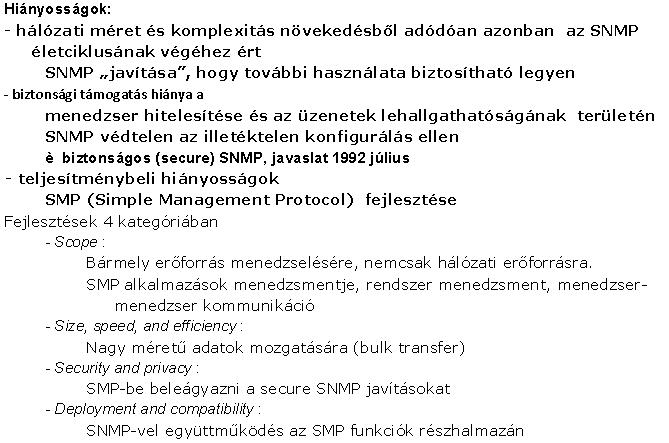 Hiányosságok:
- hálózati méret és komplexitás növekedésből adódóan azonban az SNMP
életciklusának végéhez ért
SNMP „javítása”, hogy további használata biztosítható legyen
- biztonsági támogatás hiánya a
menedzser hitelesítése és az üzenetek lehallgathatóságának területén
SNMP védtelen az illetéktelen konfigurálás ellen
è biztonságos (secure) SNMP, javaslat 1992 július
- teljesítménybeli hiányosságok
SMP (Simple Management Protocol) fejlesztése
Fejlesztések 4 kategóriában
- Scope :
Bármely erőforrás menedzselésére, nemcsak hálózati erőforrásra.
SMP alkalmazások menedzsmentje, rendszer menedzsment, menedzser-
menedzser kommunikáció
- Size, speed, and efficiency :
Nagy méretű adatok mozgatására (bulk transfer)
- Security and privacy :
SMP-be beleágyazni a secure SNMP javításokat
- Deployment and compatibility :
SNMP-vel együttműködés az SMP funkciók részhalmazán